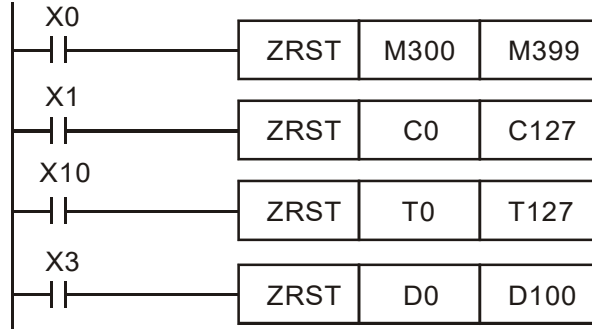 X0
ZRST M300 M399
X1
ZRST C0 C127
X10
ZRST T0 T127
X3
ZRST D0 D100